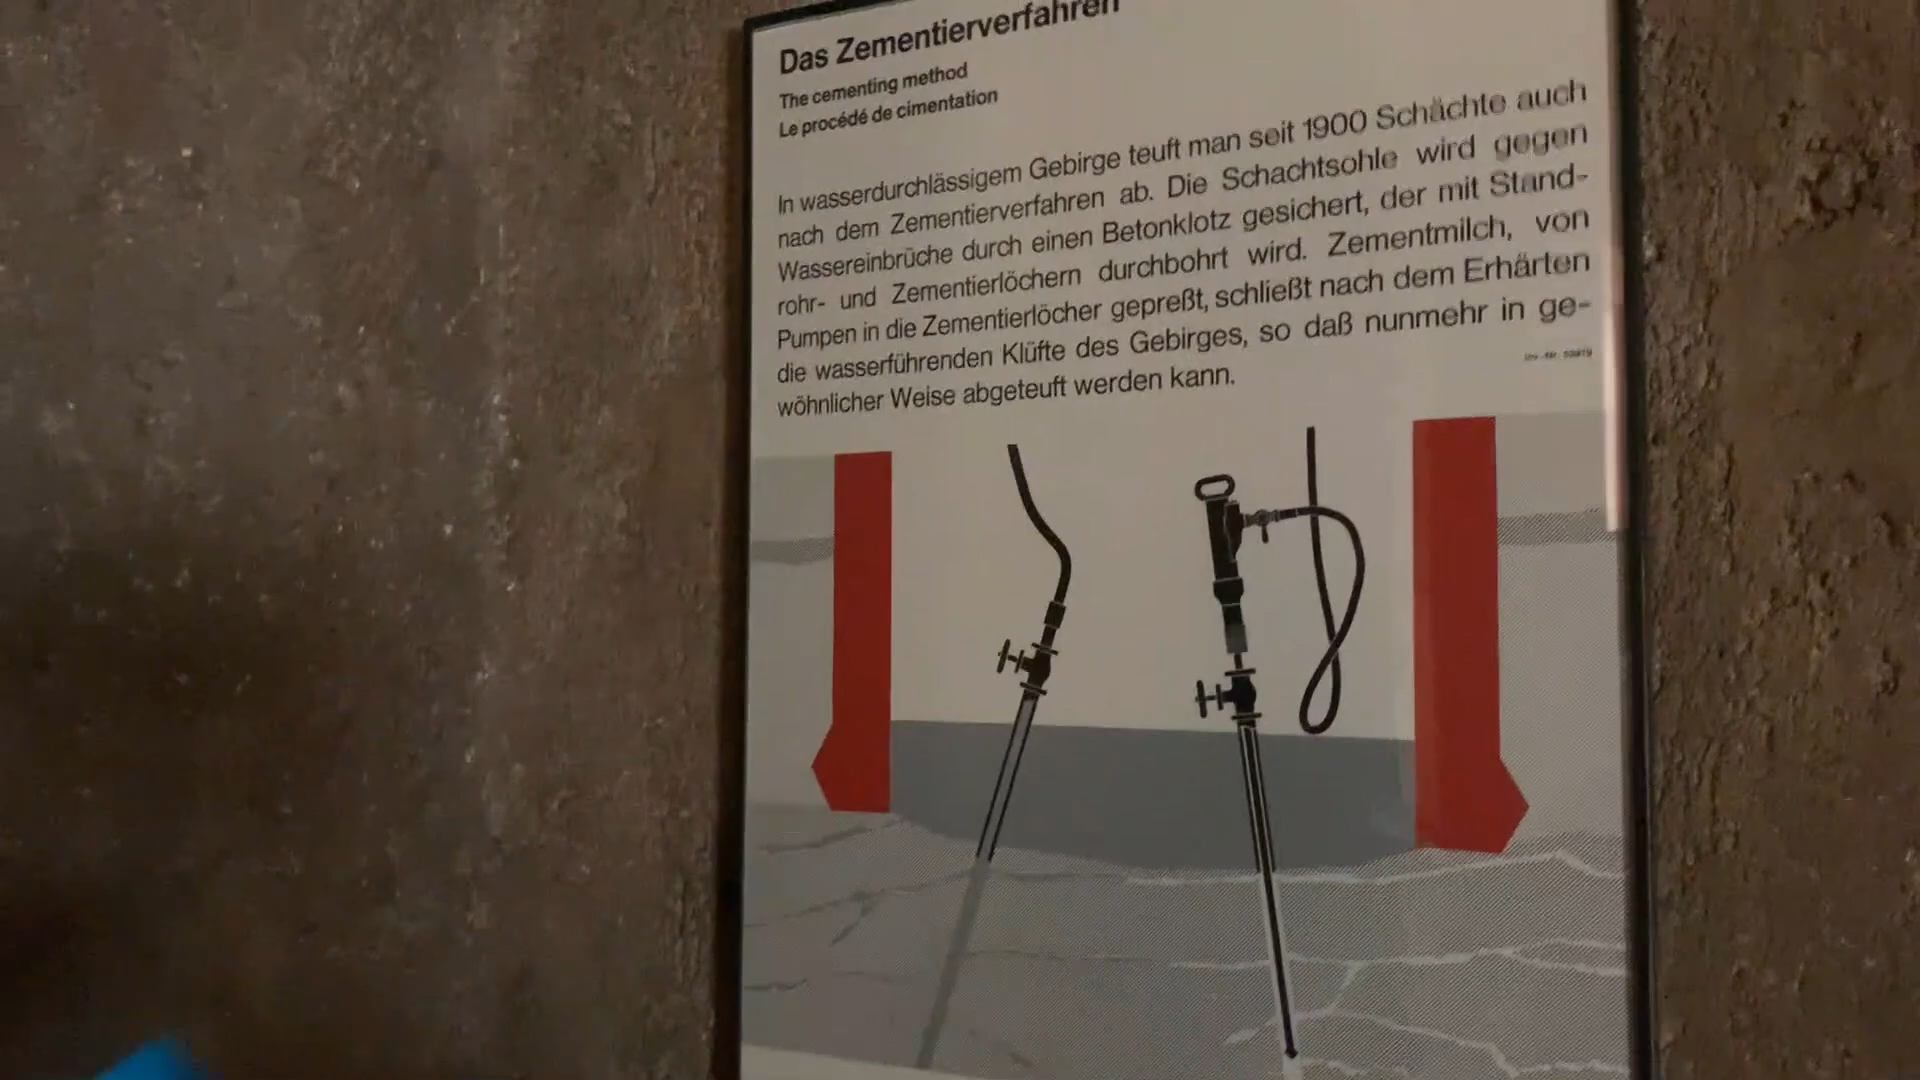 Das Zementierverfahren
The cementing method
Le procédé de cimentation
In wasserdurchlässigem Gebirge teuft man seit 1900 Schächte auch
nach dem Zementierverfahren ab. Die Schachtsohle wird gegen
Wassereinbrüche durch einen Betonklotz gesichert, der mit Stand-
rohr- und Zementierlöchern durchbohrt wird. Zementmilch, von
Pumpen in die Zementierlöcher gepreßt, schließt nach dem Erhärten
die wasserführenden Klüfte des Gebirges, so daß nunmehr in ge-
wöhnlicher Weise abgeteuft werden kann.